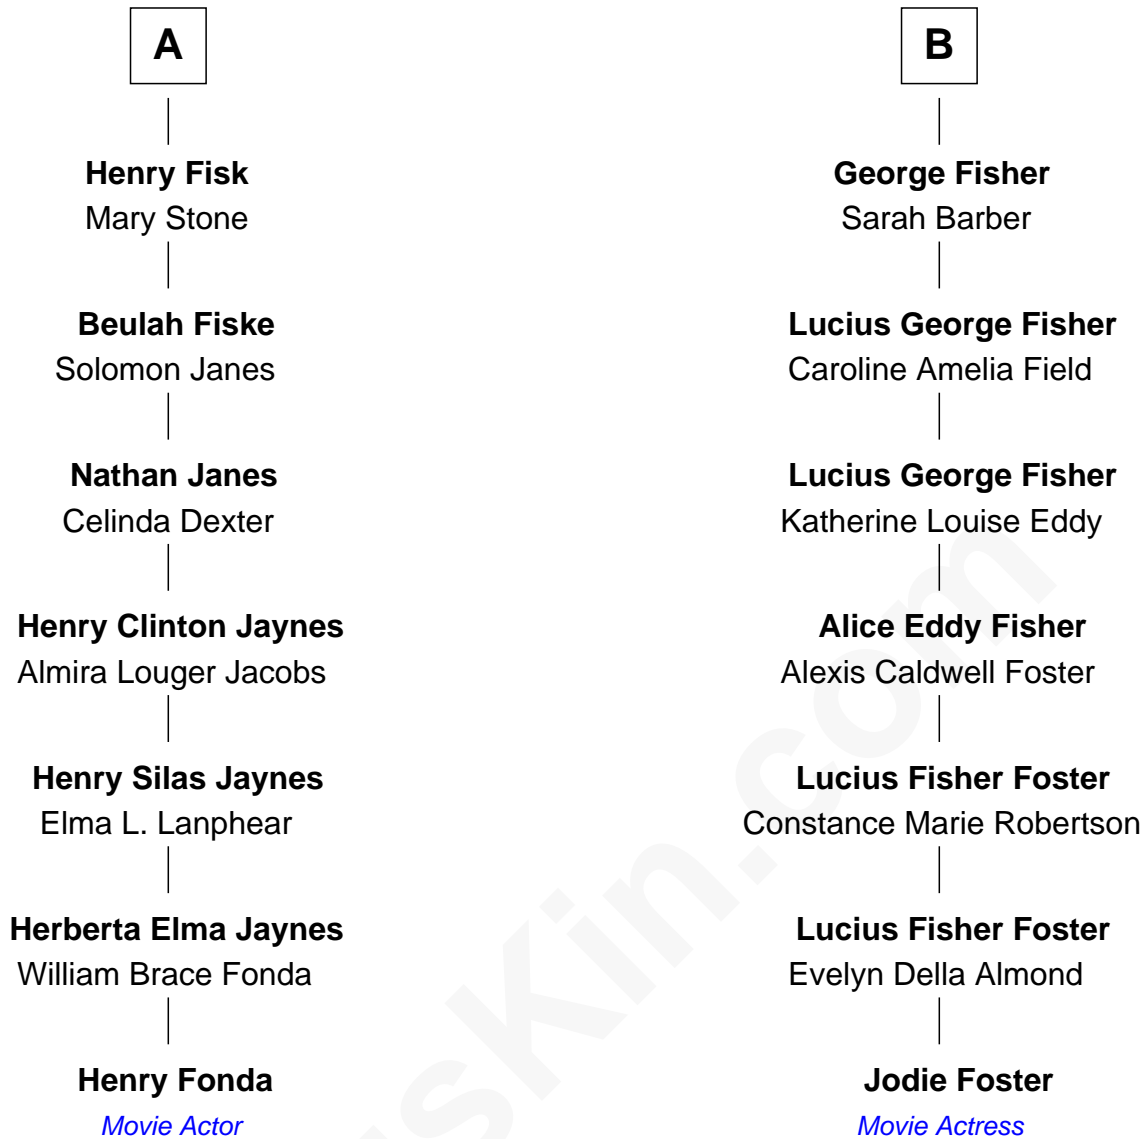 A
Henry Fisk
Mary Stone
Beulah Fiske
Solomon Janes
Nathan Janes
Celinda Dexter
Henry Clinton Jaynes
Almira Louger Jacobs
Henry Silas Jaynes
Elma L. Lanphear
Herberta Elma Jaynes
William Brace Fonda
Henry Fonda
Movie Actor
B
George Fisher
Sarah Barber
Lucius George Fisher
Caroline Amelia Field
Lucius George Fisher
Katherine Louise Eddy
Alice Eddy Fisher
Alexis Caldwell Foster
Lucius Fisher Foster
Constance Marie Robertson
Lucius Fisher Foster
Evelyn Della Almond
Jodie Foster
Movie Actress